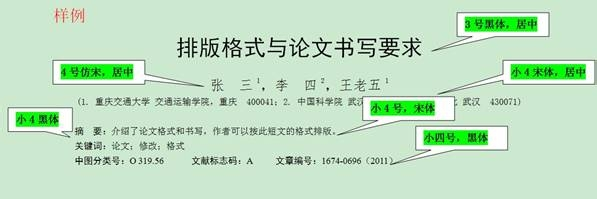 样例
3号黑体，居中
排版格式与论文书写要求
4号仿宋，居中
小4宋体，居中
张 三1，李 四2，王老五1
(1. 重庆交通大学 交通运输学院，重庆 400041；2. 中国科学院 武汉 武汉 430071)
小4号，宋体
小4黑体
小四号，黑体
摘 要：介绍了论文格式和书写，作者可以按此短文的格式排版。
关键词：论文；修改；格式
中图分类号：O 319.56 文献标志码：A 文章编号：1674-0696（2011）